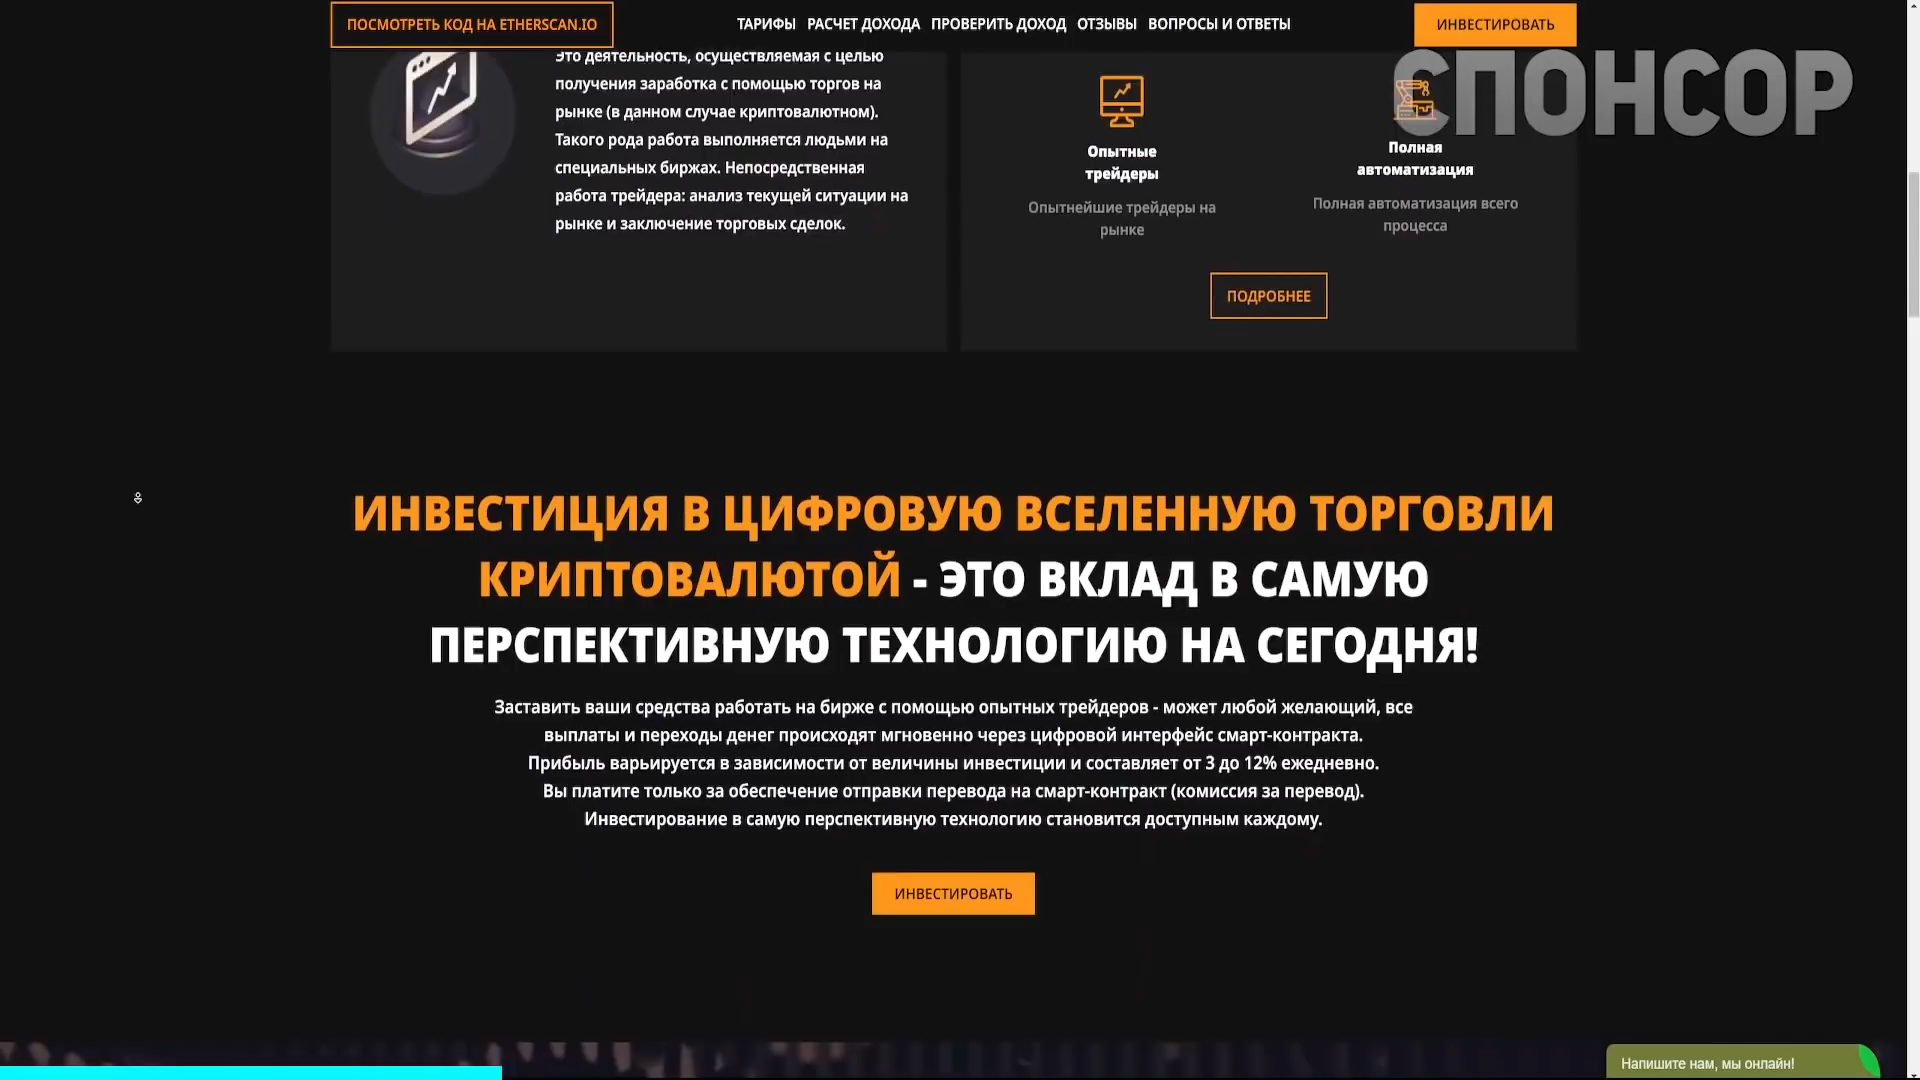 ПОСМОТРЕТЬ КОД НА ETHERSCAN.IO
ТАРИФЫ РАСЧЕТ ДОХОДА ПРОВЕРИТЬ ДОХОД ОТЗЫВЫ ВОПРОСЫ И ОТВЕТЫ
ИНВЕСТИРОВАТЬ
СПОНСОР
Это деятельность, осуществляемая с целью
получения заработка с помощью торгов на
рынке (в данном случае криптовалютном).
Такого рода работа выполняется людьми на
специальных биржах. Непосредственная
работа трейдера: анализ текущей ситуации на
рынке и заключение торговых сделок.
Опытные
трейдеры
Опытнейшие трейдеры на
рынке
Полная
автоматизация
Полная автоматизация всего
процесса
ПОДРОБНЕЕ
ИНВЕСТИЦИЯ В ЦИФРОВУЮ ВСЕЛЕННУЮ ТОРГОВЛИ
КРИПТОВАЛЮТОЙ - ЭТО ВКЛАД В САМУЮ
ПЕРСПЕКТИВНУЮ ТЕХНОЛОГИЮ НА СЕГОДНЯ!
Заставить ваши средства работать на бирже с помощью опытных трейдеров - может любой желающий, все
выплаты и переходы денег происходят мгновенно через цифровой интерфейс смарт-контракта.
Прибыль варьируется в зависимости от величины инвестиции и составляет от 3 до 12% ежедневно.
Вы платите только за обеспечение отправки перевода на смарт-контракт (комиссия за перевод).
Инвестирование в самую перспективную технологию становится доступным каждому.
ИНВЕСТИРОВАТЬ
Напишите нам, мы онлайн!